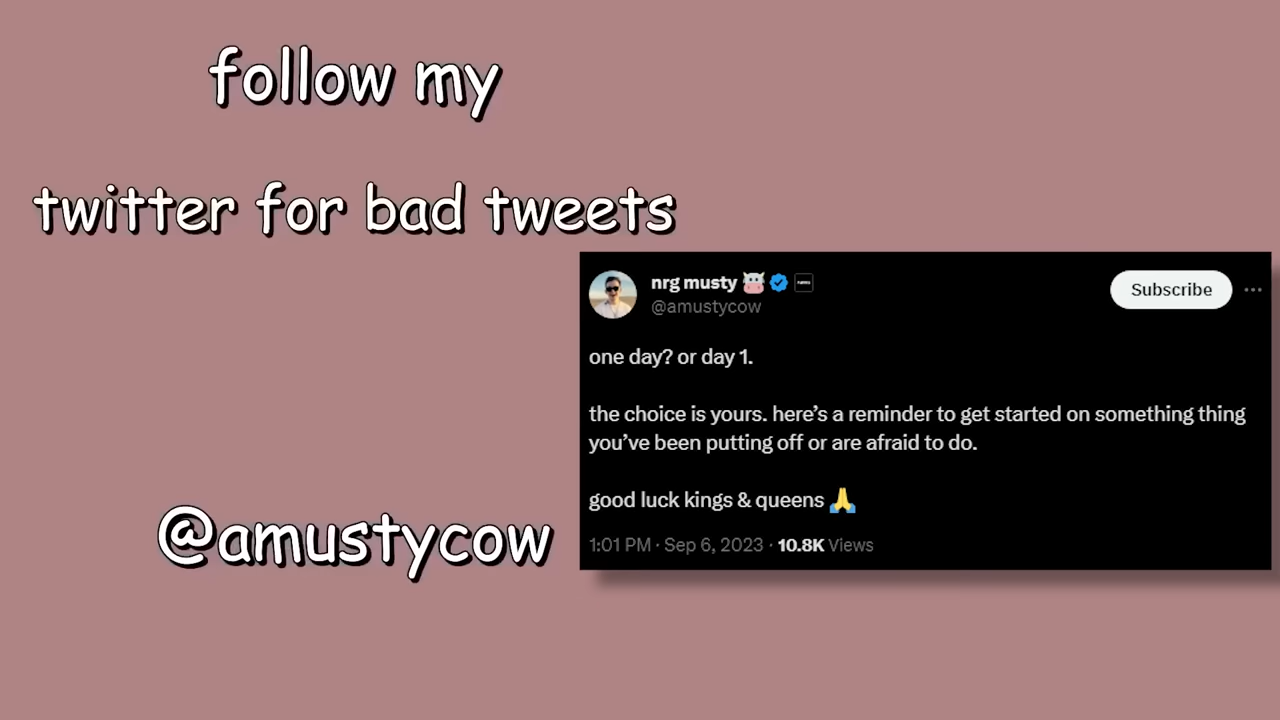 follow my
twitter for bad tweets
nrg musty 🐮
@amustycow
Subscribe
one day? or day 1.
the choice is yours. here’s a reminder to get started on something thing
you’ve been putting off or are afraid to do.
good luck kings & queens 🙏
1:01 PM · Sep 6, 2023 · 10.8K Views
@amustycow